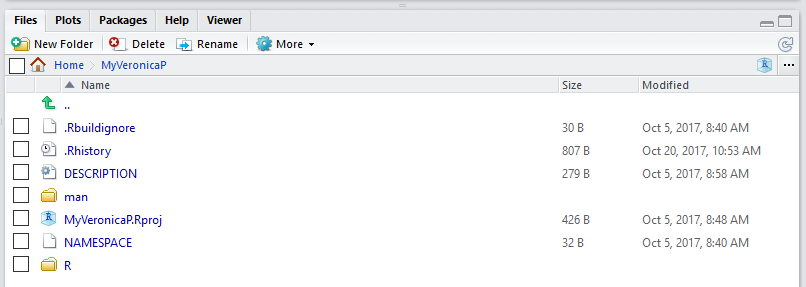 Files Plots Packages Help Viewer
New Folder Delete Rename More
Home MyVeronicaP R ...
Name Size Modified
..
.Rbuildignore 30 B Oct 5, 2017, 8:40 AM
.Rhistory 807 B Oct 20, 2017, 10:53 AM
DESCRIPTION 279 B Oct 5, 2017, 8:58 AM
man
MyVeronicaP.Rproj 426 B Oct 5, 2017, 8:48 AM
NAMESPACE 32 B Oct 5, 2017, 8:40 AM
R